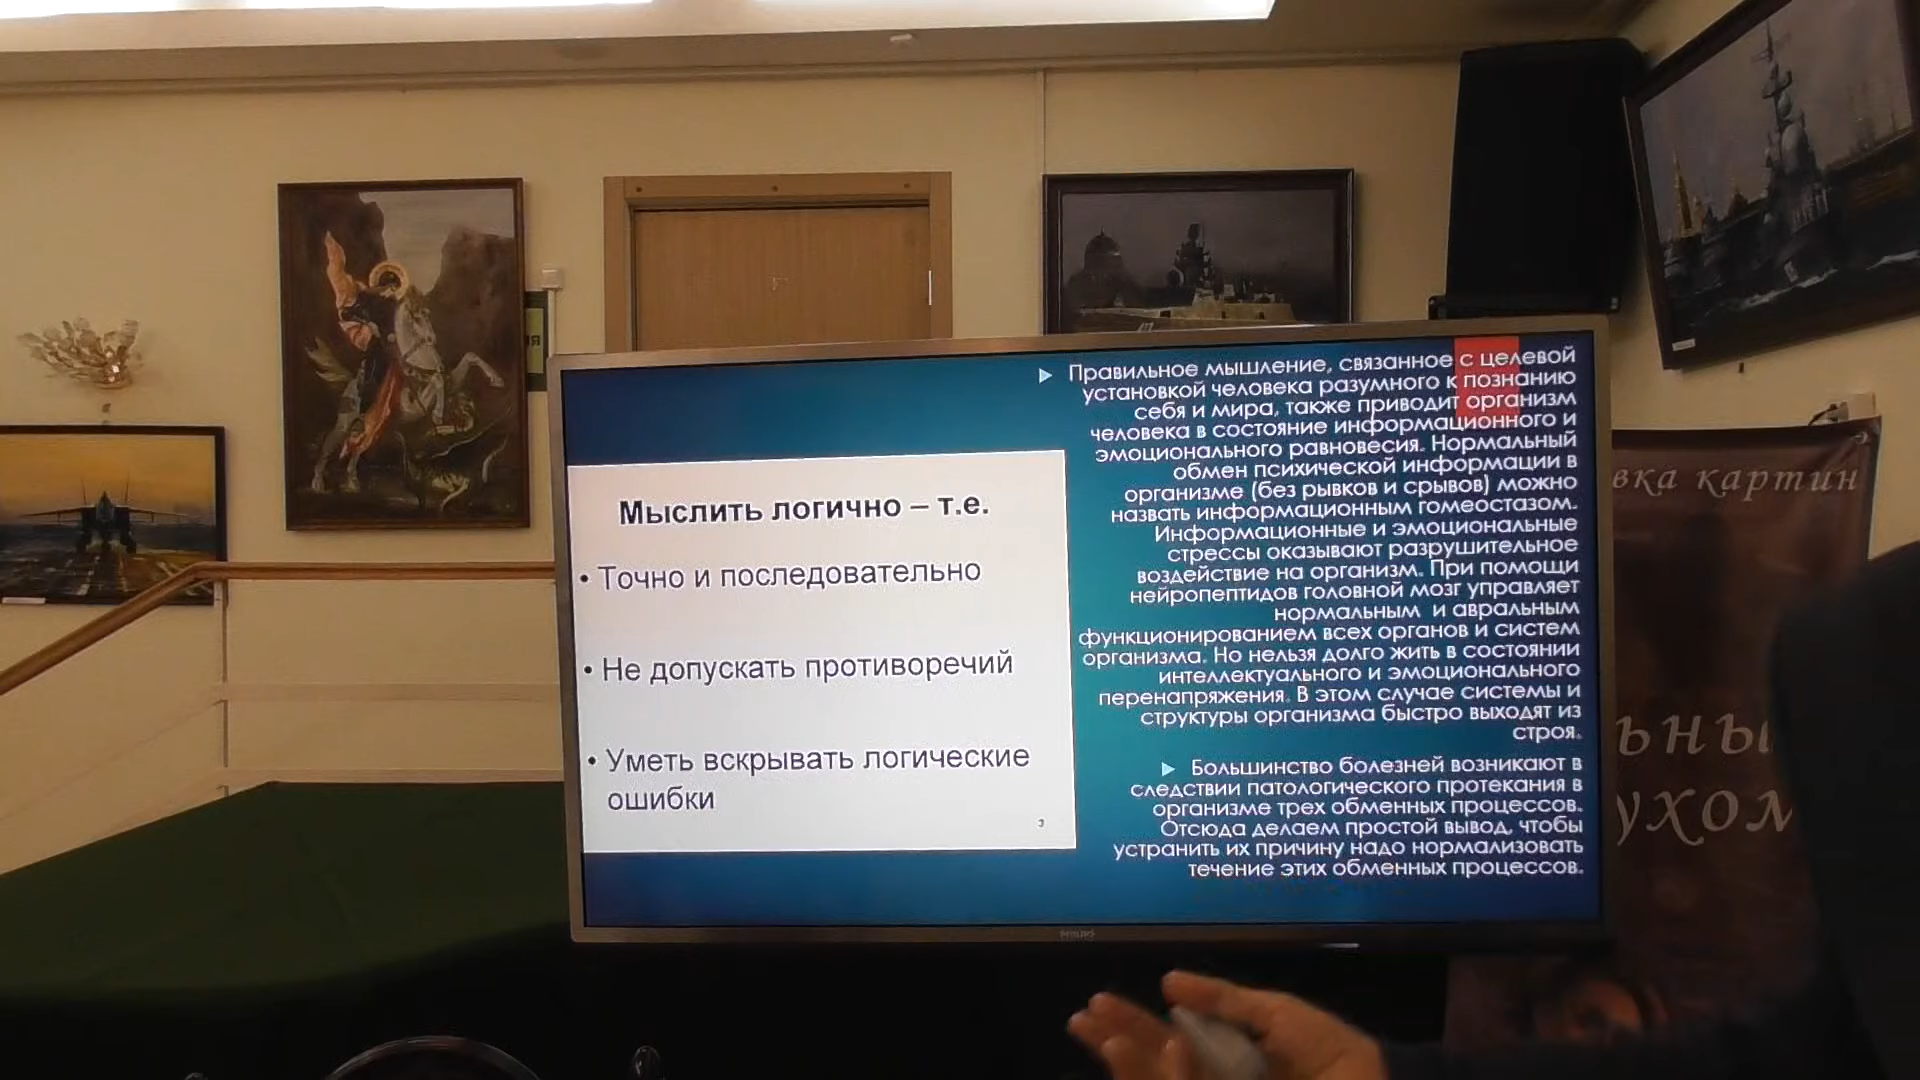 Мыслить логично – т.е.
• Точно и последовательно
• Не допускать противоречий
• Уметь вскрывать логические
ошибки
3
Правильное мышление, связанное с целевой
установкой человека разумного к познанию
себя и мира, также приводит организм
человека в состояние информационного и
эмоционального равновесия. Нормальный
обмен психической информации в
организме (без рывков и срывов) можно
назвать информационным гомеостазом.
Информационные и эмоциональные
стрессы оказывают разрушительное
воздействие на организм. При помощи
нейропептидов головной мозг управляет
нормальным и авральным
функционированием всех органов и систем
организма. Но нельзя долго жить в состоянии
интеллектуального и эмоционального
перенапряжения. В этом случае системы и
структуры организма быстро выходят из
строя.
Большинство болезней возникают в
следствии патологического протекания в
организме трех обменных процессов.
Отсюда делаем простой вывод, чтобы
устранить их причину надо нормализовать
течение этих обменных процессов.
PHILIPS
вка картин
ьны
ухом